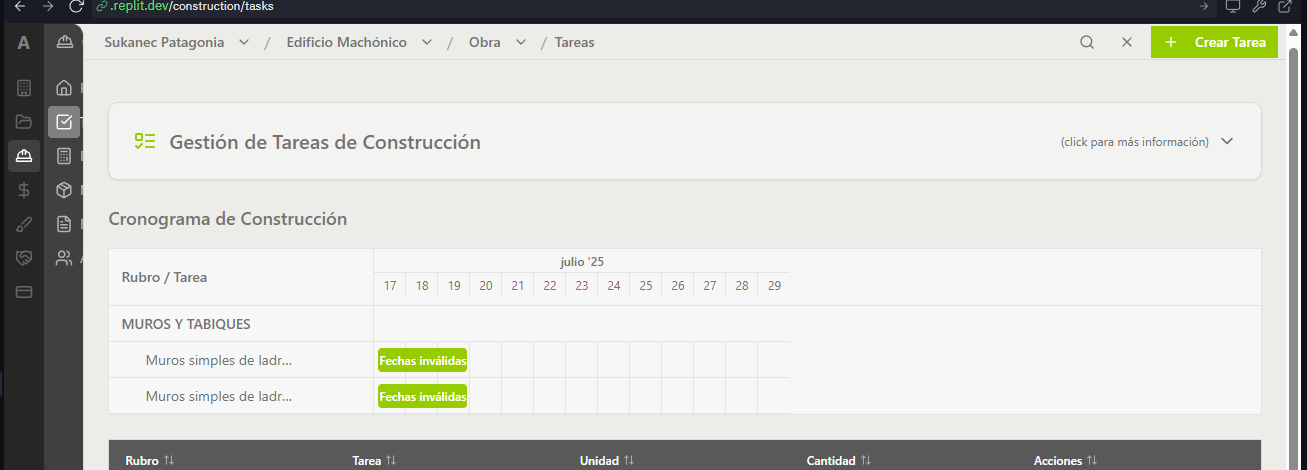 .replit.dev/construction/tasks
A
Sukanec Patagonia / Edificio Machónico / Obra / Tareas
+ Crear Tarea
Gestión de Tareas de Construcción
(click para más información)
Cronograma de Construcción
Rubro / Tarea
julio '25
17 18 19 20 21 22 23 24 25 26 27 28 29
MUROS Y TABIQUES
Muros simples de ladr...
Fechas inválidas
Muros simples de ladr...
Fechas inválidas
Rubro Tarea Unidad Cantidad Acciones